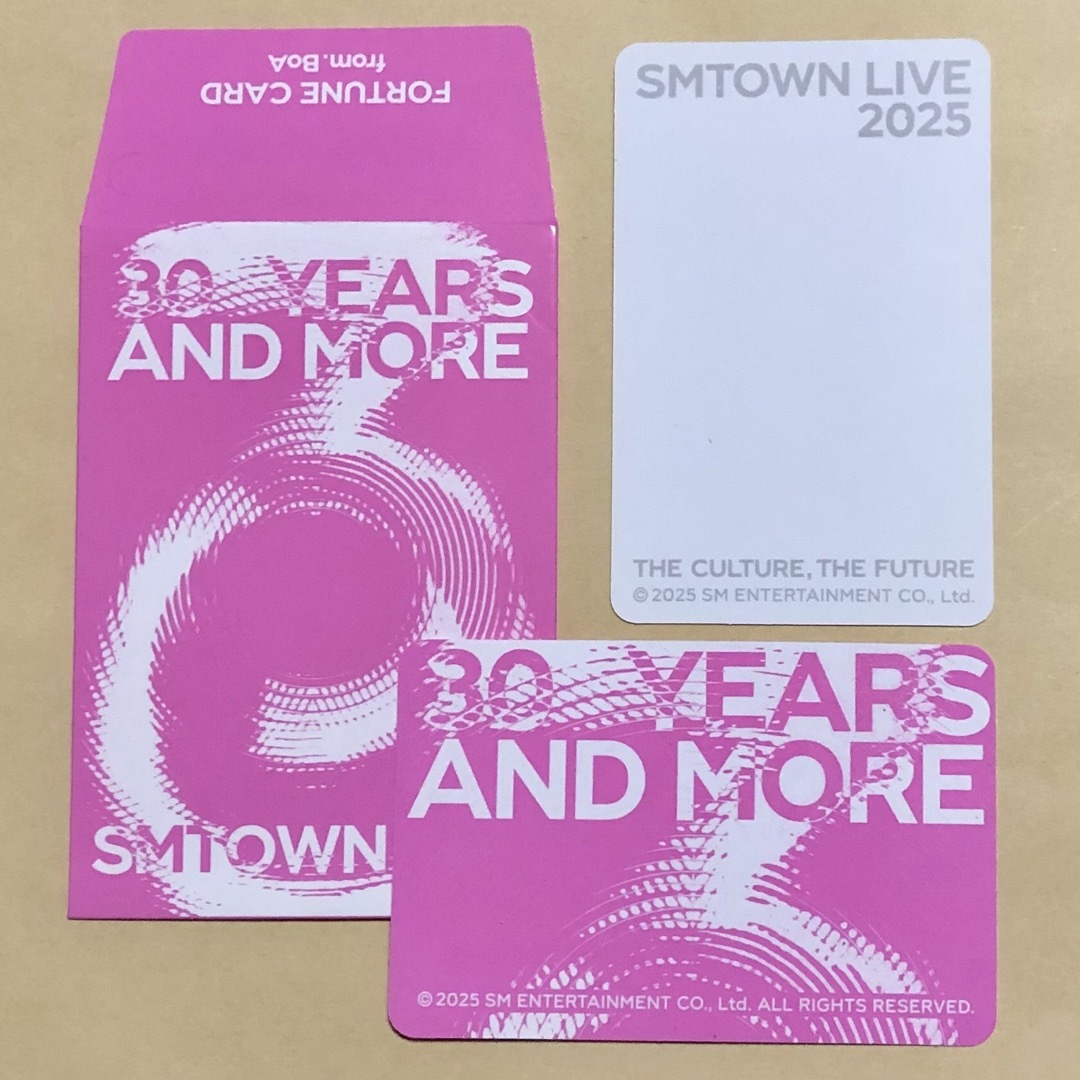 FORTUNE CARD
from. BoA
30 YEARS
AND MORE
SMTOWN
SMTOWN LIVE
2025
THE CULTURE, THE FUTURE
©2025 SM ENTERTAINMENT CO., Ltd.
30 YEARS
AND MORE
©2025 SM ENTERTAINMENT CO., Ltd. ALL RIGHTS RESERVED.